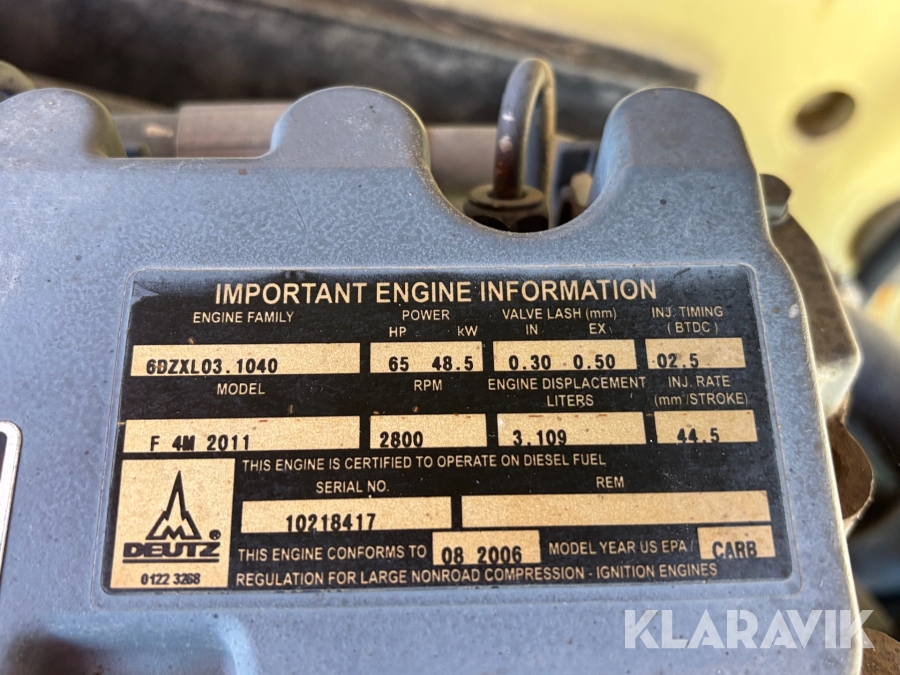 IMPORTANT ENGINE INFORMATION
ENGINE FAMILY POWER VALVE LASH (mm) INJ. TIMING
HP kW IN EX (BTDC)
6DZXL03.1040 65 48.5 0.30 0.50 02.5
MODEL RPM ENGINE DISPLACEMENT INJ. RATE
LITERS (mm³/STROKE)
F 4M 2011 2800 3.109 44.5
THIS ENGINE IS CERTIFIED TO OPERATE ON DIESEL FUEL
SERIAL NO. REM
10218417
DEUTZ ®
THIS ENGINE CONFORMS TO 08 2006 MODEL YEAR US EPA / CARB
0122 3268
REGULATION FOR LARGE NONROAD COMPRESSION - IGNITION ENGINES
KLARAVIK